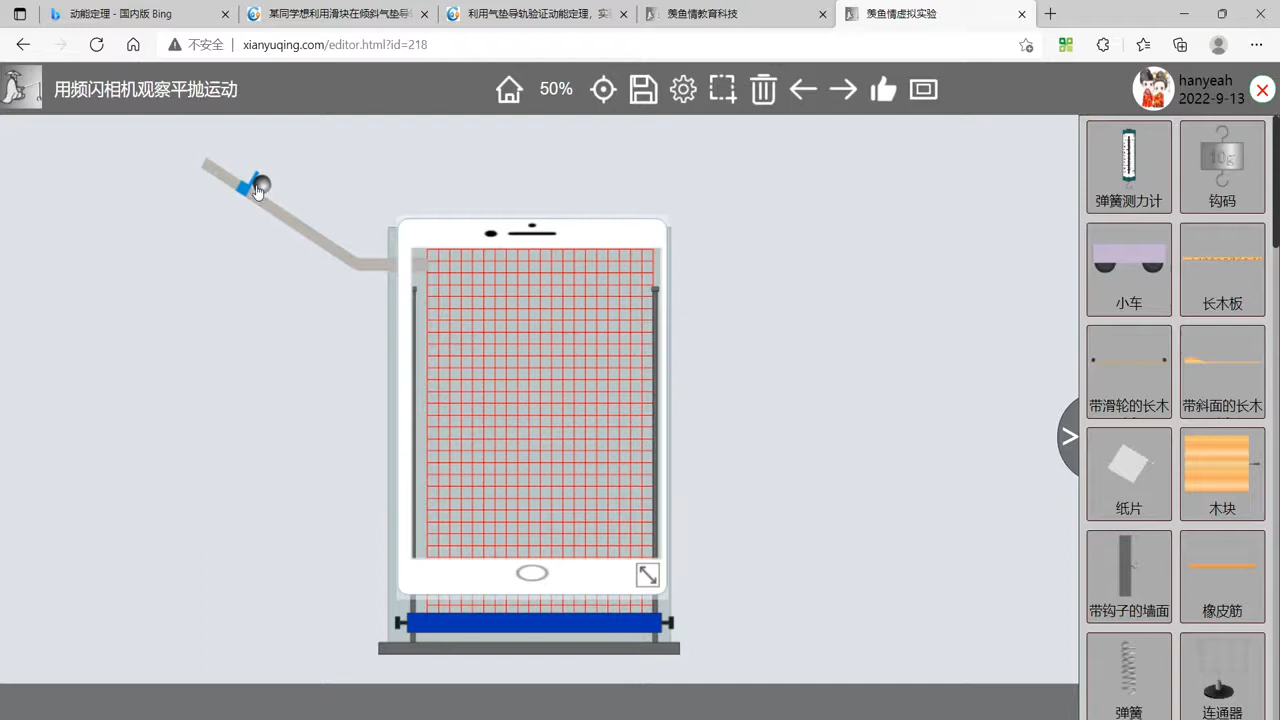 动能定理 - 国内版 Bing
某同学想利用滑块在倾斜气垫导
利用气垫导轨验证动能定理，实
羡鱼情教育科技
羡鱼情虚拟实验
不安全 xianyuqing.com/editor.html?id=218
用频闪相机观察平抛运动
50%
hanyeah
2022-9-13
弹簧测力计
10g
钩码
小车
长木板
带滑轮的长木
带斜面的长木
纸片
木块
带钩子的墙面
橡皮筋
弹簧
连通器